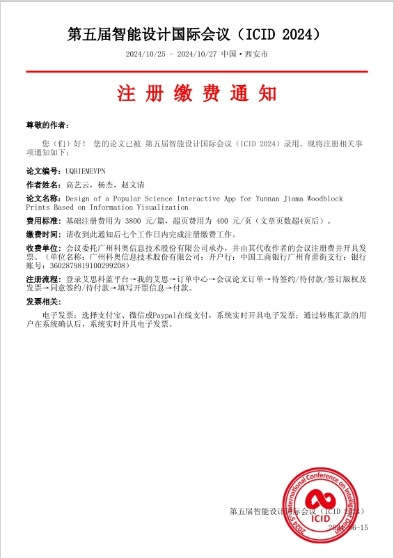 第五届智能设计国际会议（ICID 2024）
2024/10/25 - 2024/10/27 中国·西安市
注 册 缴 费 通 知
尊敬的作者：
您（们）好！ 您的论文已被 第五届智能设计国际会议（ICID 2024）录用。现将注册相关事
项通知如下：
论文编号：UQBIEMEVPN
作者姓名：高艺云，杨杰，赵文清
论文名称：Design of a Popular Science Interactive App for Yunnan Jiama Woodblock
Prints Based on Information Visualization
费用标准：基础注册费用为 3800 元/篇，超页费用为 400 元/页（文章页数超4页后）。
缴费时间：请收到此通知后七个工作日内完成注册缴费工作。
收费单位：会议委托广州科奥信息技术股份有限公司承办，并由其代收作者的会议注册费并开具发
票。（单位名称：广州科奥信息技术股份有限公司；开户行：中国工商银行广州育蕾街支行；银行
账号：3602879819100299208）
注册流程：登录艾思科蓝平台→我的艾思→订单中心→会议论文订单→待签约/待付款/签订版权及
发票→同意签约/待付款→填写开票信息→付款。
发票相关：
电子发票：选择支付宝、微信或Paypal在线支付，系统实时开具电子发票；通过转账汇款的用
户在系统确认后，系统实时开具电子发票。
2024 5th International Conference on Intelligent Design
ICID
第五届智能设计国际会议（ICID 2024）
-15